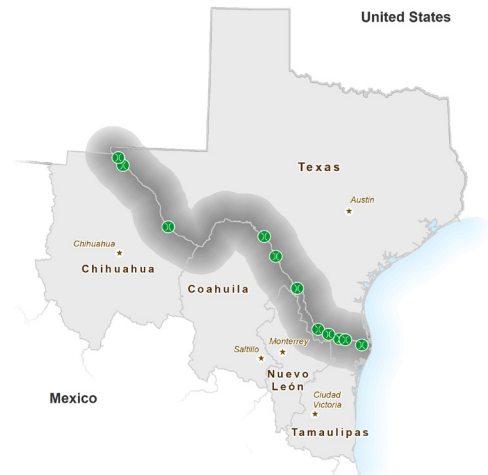 United States
Texas
Austin
Chihuahua
Chihuahua
Coahuila
Monterrey
Saltillo
Nuevo
León
Mexico
Ciudad
Victoria
Tamaulipas